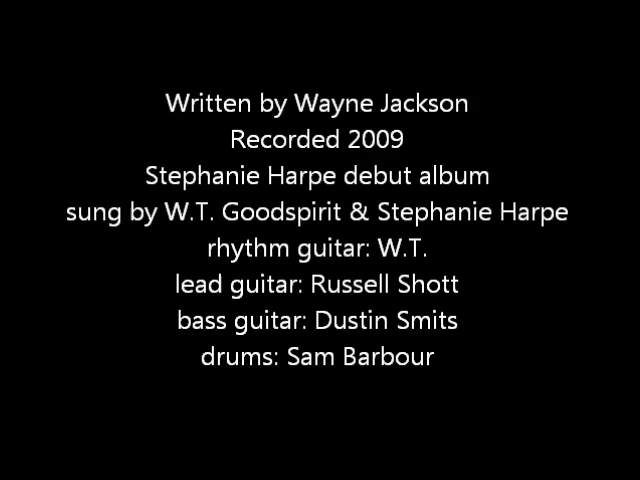 Written by Wayne Jackson
Recorded 2009
Stephanie Harpe debut album
sung by W.T. Goodspirit & Stephanie Harpe
rhythm guitar: W.T.
lead guitar: Russell Shott
bass guitar: Dustin Smits
drums: Sam Barbour